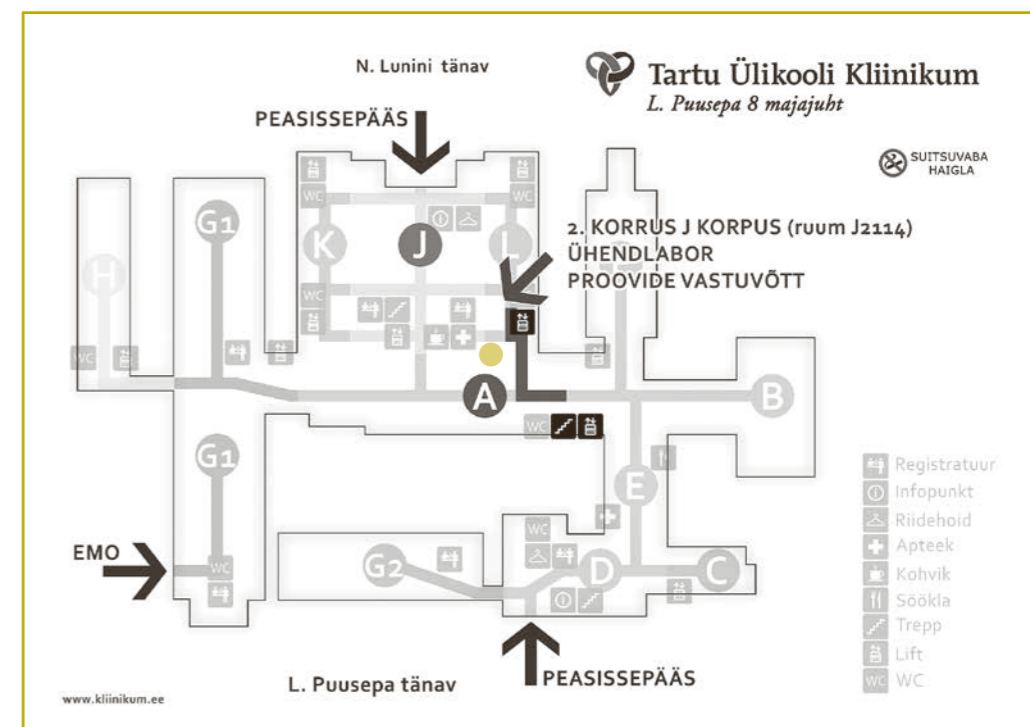 N. Lunini tänav
Tartu Ülikooli Kliinikum
L. Puusepa 8 majajuht
PEASISSEPÄÄS
SUITSUVABA
HAIGLA
G1
K
J
L
2. KORRUS J KORPUS (ruum J2114)
ÜHENDLABOR
PROOVIDE VASTUVÕTT
WC
WC
WC
H
WC
A
B
WC
G1
E
Registratuur
Infopunkt
Riidehoid
Apteek
Kohvik
Söökla
Trepp
Lift
WC WC
EMO
WC
WC
G2
D
C
L. Puusepa tänav
PEASISSEPÄÄS
www.kliinikum.ee